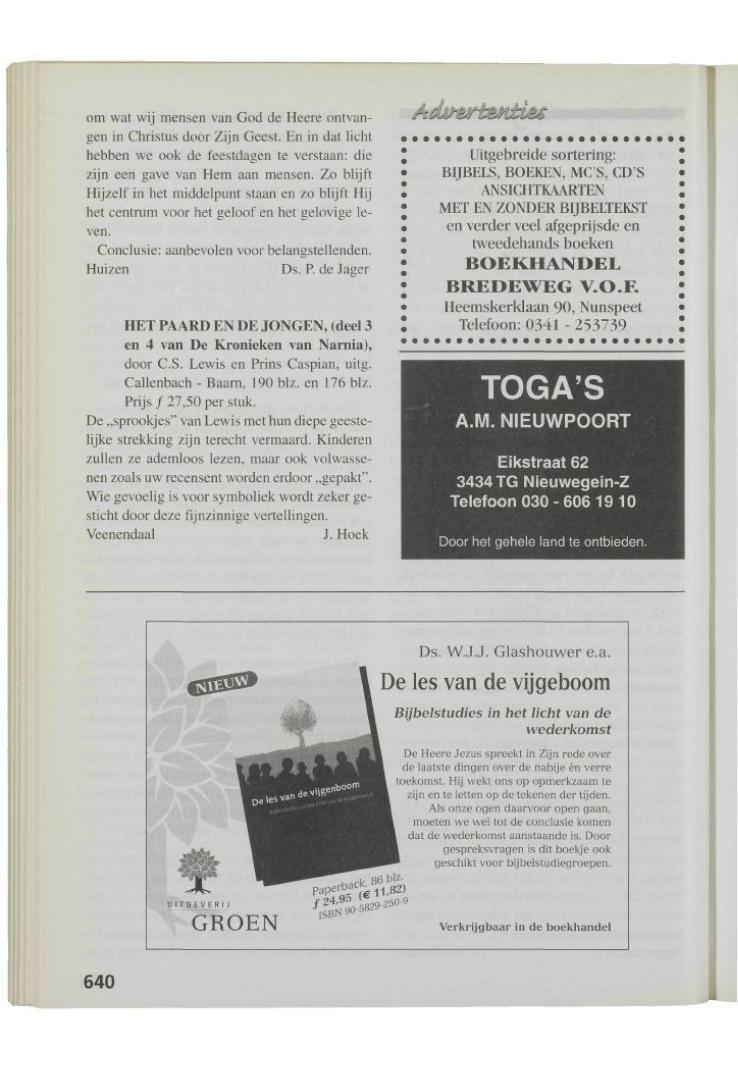 om wat wij mensen van God de Heere ontvan-
gen in Christus door Zijn Geest. En in dat licht
hebben we ook de feestdagen te verstaan: die
zijn een gave van Hem aan mensen. Zo blijft
Hijzelf in het middelpunt staan en zo blijft Hij
het centrum voor het geloof en het gelovige le-
ven.
Conclusie: aanbevolen voor belangstellenden.
Huizen Ds. P. de Jager
HET PAARD EN DE JONGEN, (deel 3
en 4 van De Kronieken van Narnia),
door C.S. Lewis en Prins Caspian, uitg.
Callenbach - Baarn, 190 blz. en 176 blz.
Prijs ƒ 27,50 per stuk.
De „sprookjes” van Lewis met hun diepe geeste-
lijke strekking zijn terecht vermaard. Kinderen
zullen ze ademloos lezen, maar ook volwasse-
nen zoals uw recensent worden erdoor „gepakt”.
Wie gevoelig is voor symboliek wordt zeker ge-
sticht door deze fijnzinnige vertellingen.
Veenendaal J. Hoek
Advertenties
Uitgebreide sortering:
BIJBELS, BOEKEN, MC'S, CD'S
ANSICHTKAARTEN
MET EN ZONDER BIJBELTEKST
en verder veel afgeprijsde en
tweedehands boeken
BOEKHANDEL
BREDEWEG V.O.F.
Heemskerklaan 90, Nunspeet
Telefoon: 0341 - 253739
TOGA'S
A.M. NIEUWPOORT
Eikstraat 62
3434 TG Nieuwegein-Z
Telefoon 030 - 606 19 10
Door het gehele land te ontbieden.
NIEUW
De les van de vijgenboom
UITGEVERIJ
GROEN
Paperback, 86 blz.
ƒ 24,95 (€ 11,82)
ISBN 90-5829-250-9
Ds. W.J.J. Glashouwer e.a.
De les van de vijgeboom
Bijbelstudies in het licht van de
wederkomst
De Heere Jezus spreekt in Zijn rede over
de laatste dingen over de nabije én verre
toekomst. Hij wekt ons op opmerkzaam te
zijn en te letten op de tekenen der tijden.
Als onze ogen daarvoor open gaan,
moeten we wel tot de conclusie komen
dat de wederkomst aanstaande is. Door
gespreksvragen is dit boekje ook
geschikt voor bijbelstudiegroepen.
Verkrijgbaar in de boekhandel
640